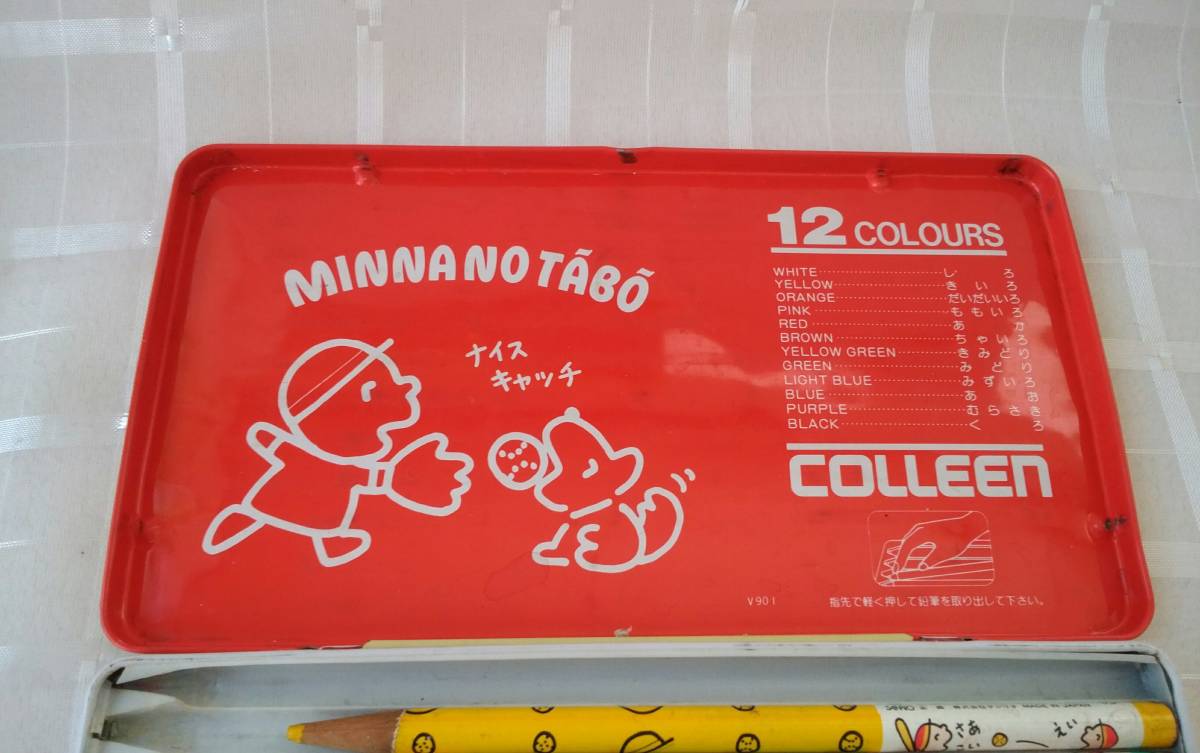 MINNA NO TĀBŌ
ナイス
キャッチ
12 COLOURS
WHITE しろ
YELLOW きいろ
ORANGE だいだいいろ
PINK ももいろ
RED あか
BROWN ちゃいろ
YELLOW GREEN きみどり
GREEN みどり
LIGHT BLUE みずいろ
BLUE あお
PURPLE むらさき
BLACK くろ
COLLEEN
V901
指先で軽く押して鉛筆を取り出して下さい。
MADE IN JAPAN
さあ
えい